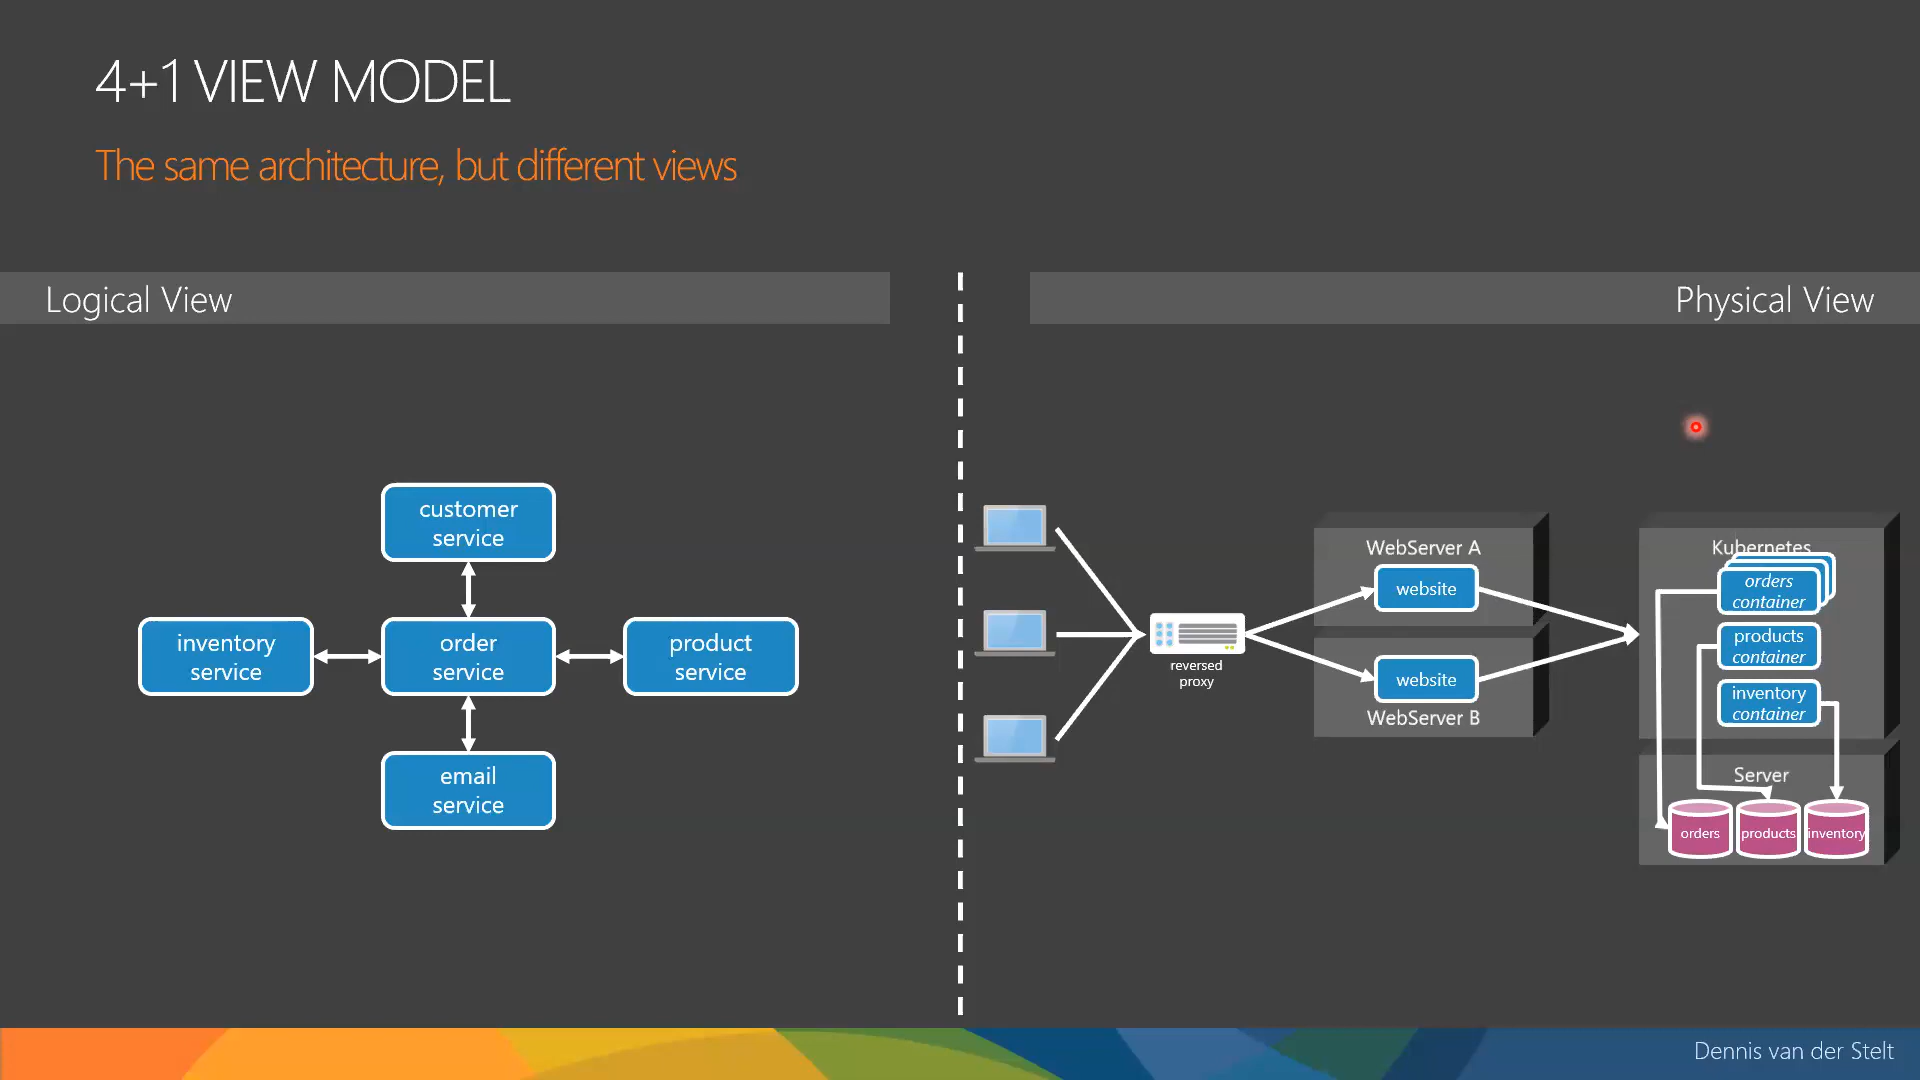 4+1 VIEW MODEL
The same architecture, but different views
Logical View
Physical View
customer
service
inventory
service
order
service
product
service
email
service
reversed
proxy
WebServer A
website
website
WebServer B
Kubernetes
orders
container
products
container
inventory
container
Server
orders
products
inventory
Dennis van der Stelt